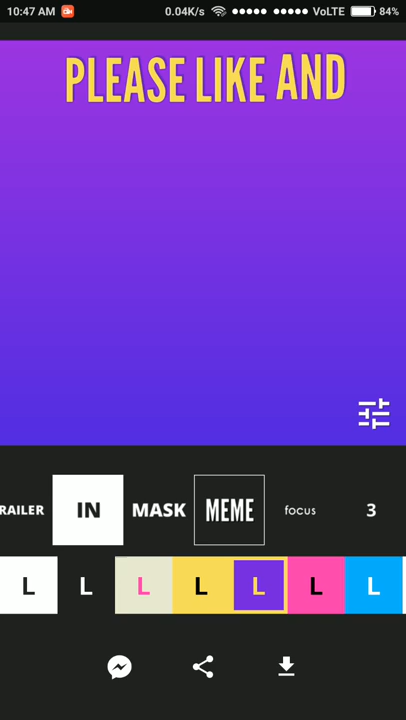 10:47 AM 0.04K/s VoLTE 84%
PLEASE LIKE AND
RAILER IN MASK MEME focus 3
L L L L L L L